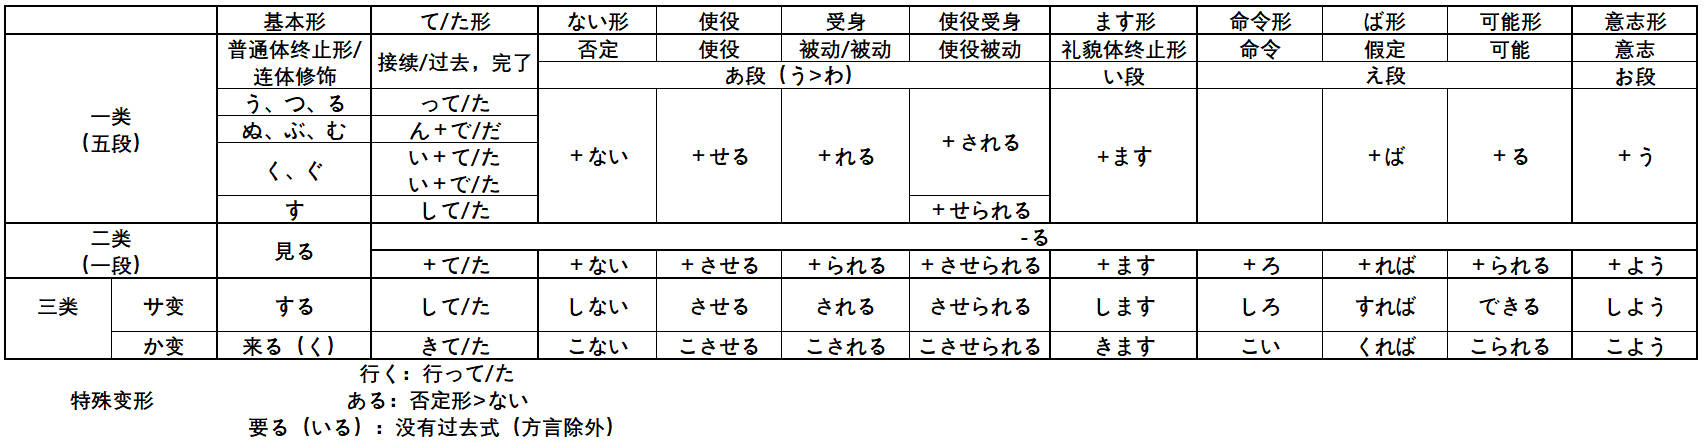 基本形 て/た形 ない形 使役 受身 使役受身 ます形 命令形 ば形 可能形 意志形
一类
（五段）
普通体终止形/
连体修饰
接续/过去，完了
否定 使役 被动/被动 使役被动 礼貌体终止形 命令 假定 可能 意志
あ段（う>わ） い段 え段 お段
う、つ、る って/た
ぬ、ぶ、む ん＋で/だ
く、ぐ い＋て/た
い＋で/た
す して/た
＋ない ＋せる ＋れる ＋される +ます ＋ば ＋る ＋う
＋せられる
二类
（一段）
見る
-る
＋て/た ＋ない ＋させる ＋られる ＋させられる ＋ます ＋ろ ＋れば ＋られる ＋よう
三类 サ变 する して/た しない させる される させられる します しろ すれば できる しよう
か变 来る（く） きて/た こない こさせる こされる こさせられる きます こい くれば こられる こよう
特殊变形
行く：行って/た
ある：否定形>ない
要る（いる）：没有过去式（方言除外）